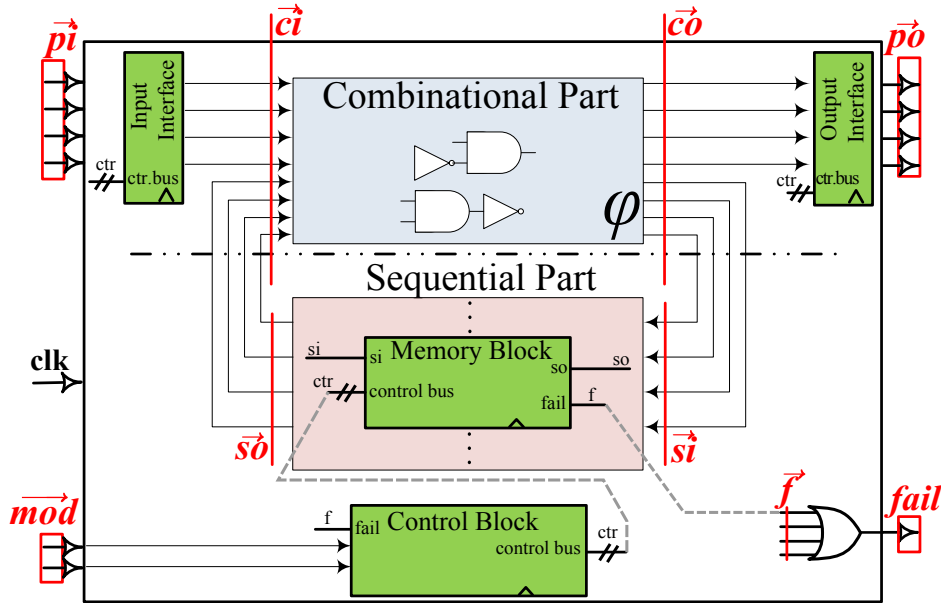 pi
ci
co
po
Input
Interface
ctr
ctr.bus
Combinational Part
φ
Output
Interface
ctr
ctr.bus
Sequential Part
clk
si
si
Memory Block
so
so
ctr
control bus
fail
f
so
si
mod
f
fail
Control Block
control bus
ctr
f
fail